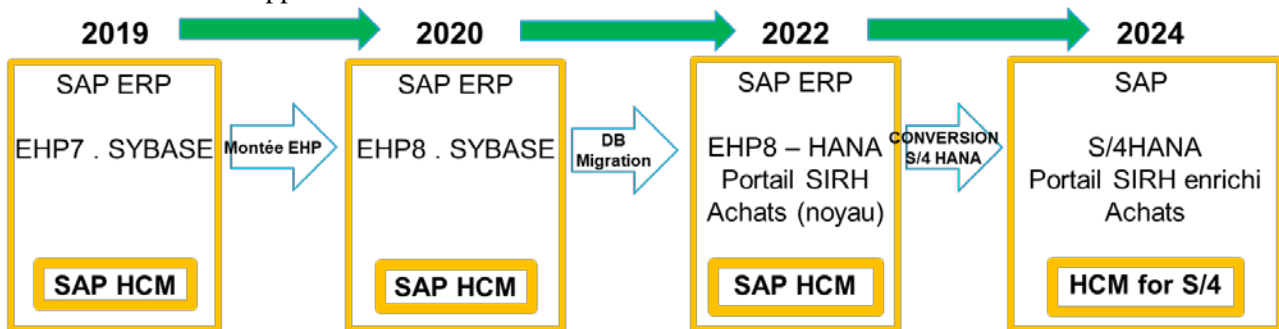 2019
2020
2022
2024
SAP ERP
EHP7 . SYBASE
SAP HCM
Montée EHP
SAP ERP
EHP8 . SYBASE
SAP HCM
DB
Migration
SAP ERP
EHP8 – HANA
Portail SIRH
Achats (noyau)
SAP HCM
CONVERSION
S/4 HANA
SAP
S/4HANA
Portail SIRH enrichi
Achats
HCM for S/4